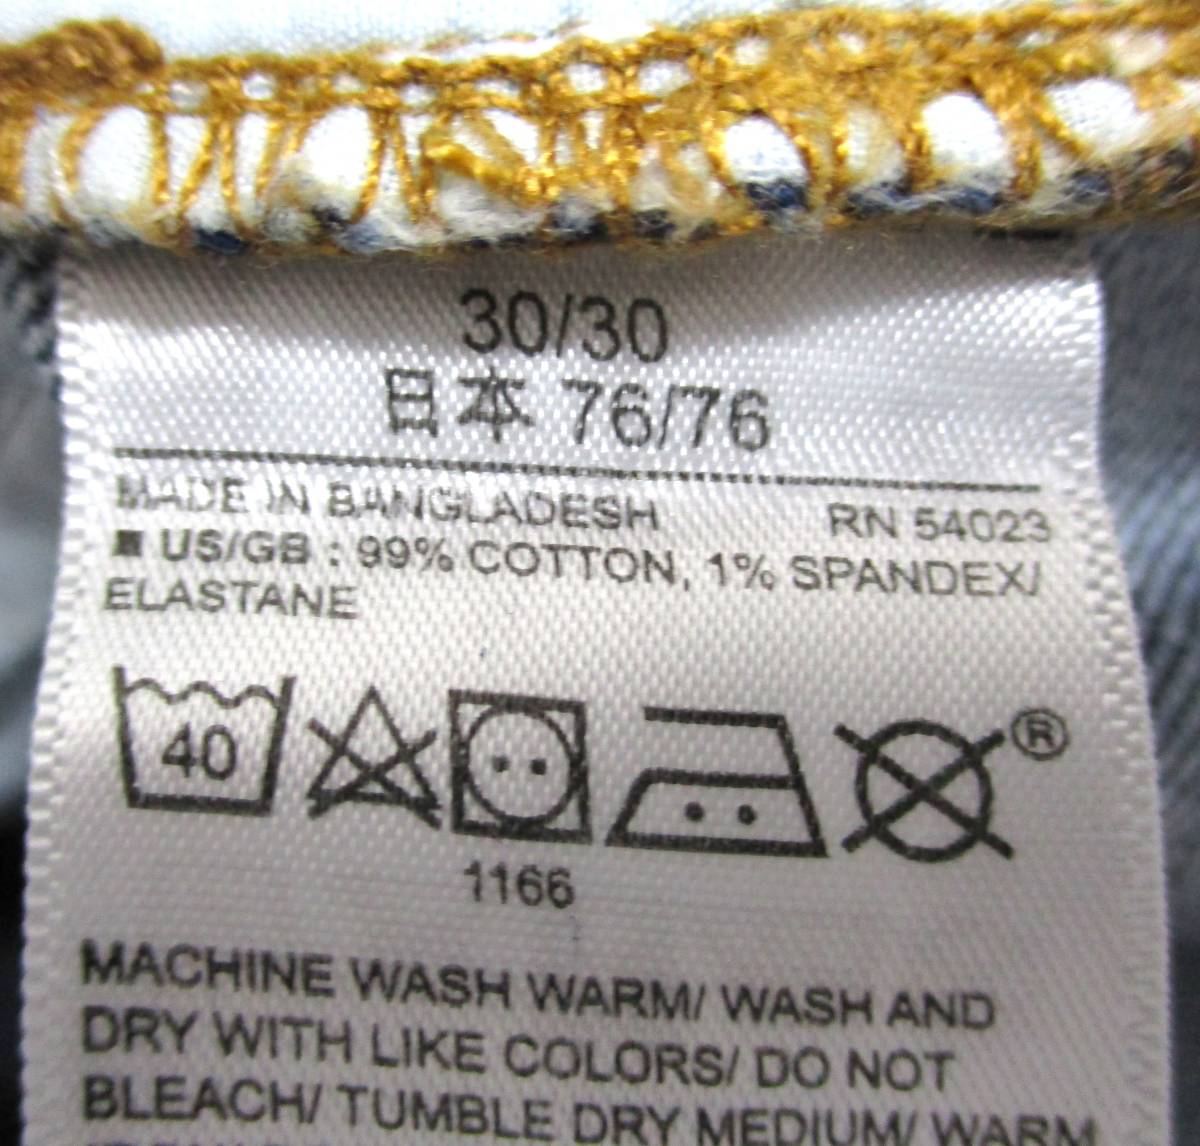 30/30
日本 76/76
MADE IN BANGLADESH RN 54023
■ US/GB : 99% COTTON, 1% SPANDEX/
ELASTANE
40 ®
1166
MACHINE WASH WARM/ WASH AND
DRY WITH LIKE COLORS/ DO NOT
BLEACH/ TUMBLE DRY MEDIUM/ WARM